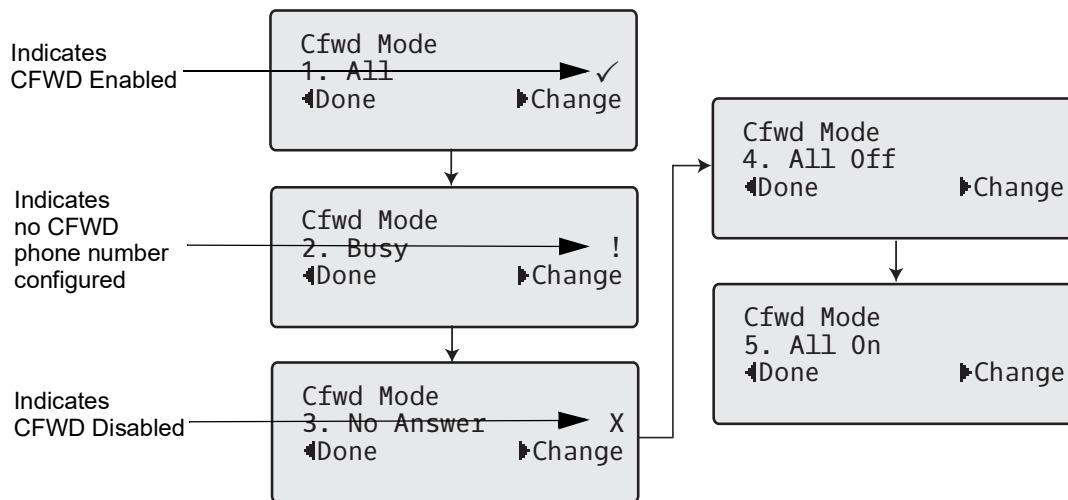 Indicates
CFWD Enabled
Cfwd Mode
1. All ✓
◀Done ▶Change
Indicates
no CFWD
phone number
configured
Cfwd Mode
2. Busy !
◀Done ▶Change
Indicates
CFWD Disabled
Cfwd Mode
3. No Answer X
◀Done ▶Change
Cfwd Mode
4. All Off
◀Done ▶Change
Cfwd Mode
5. All On
◀Done ▶Change